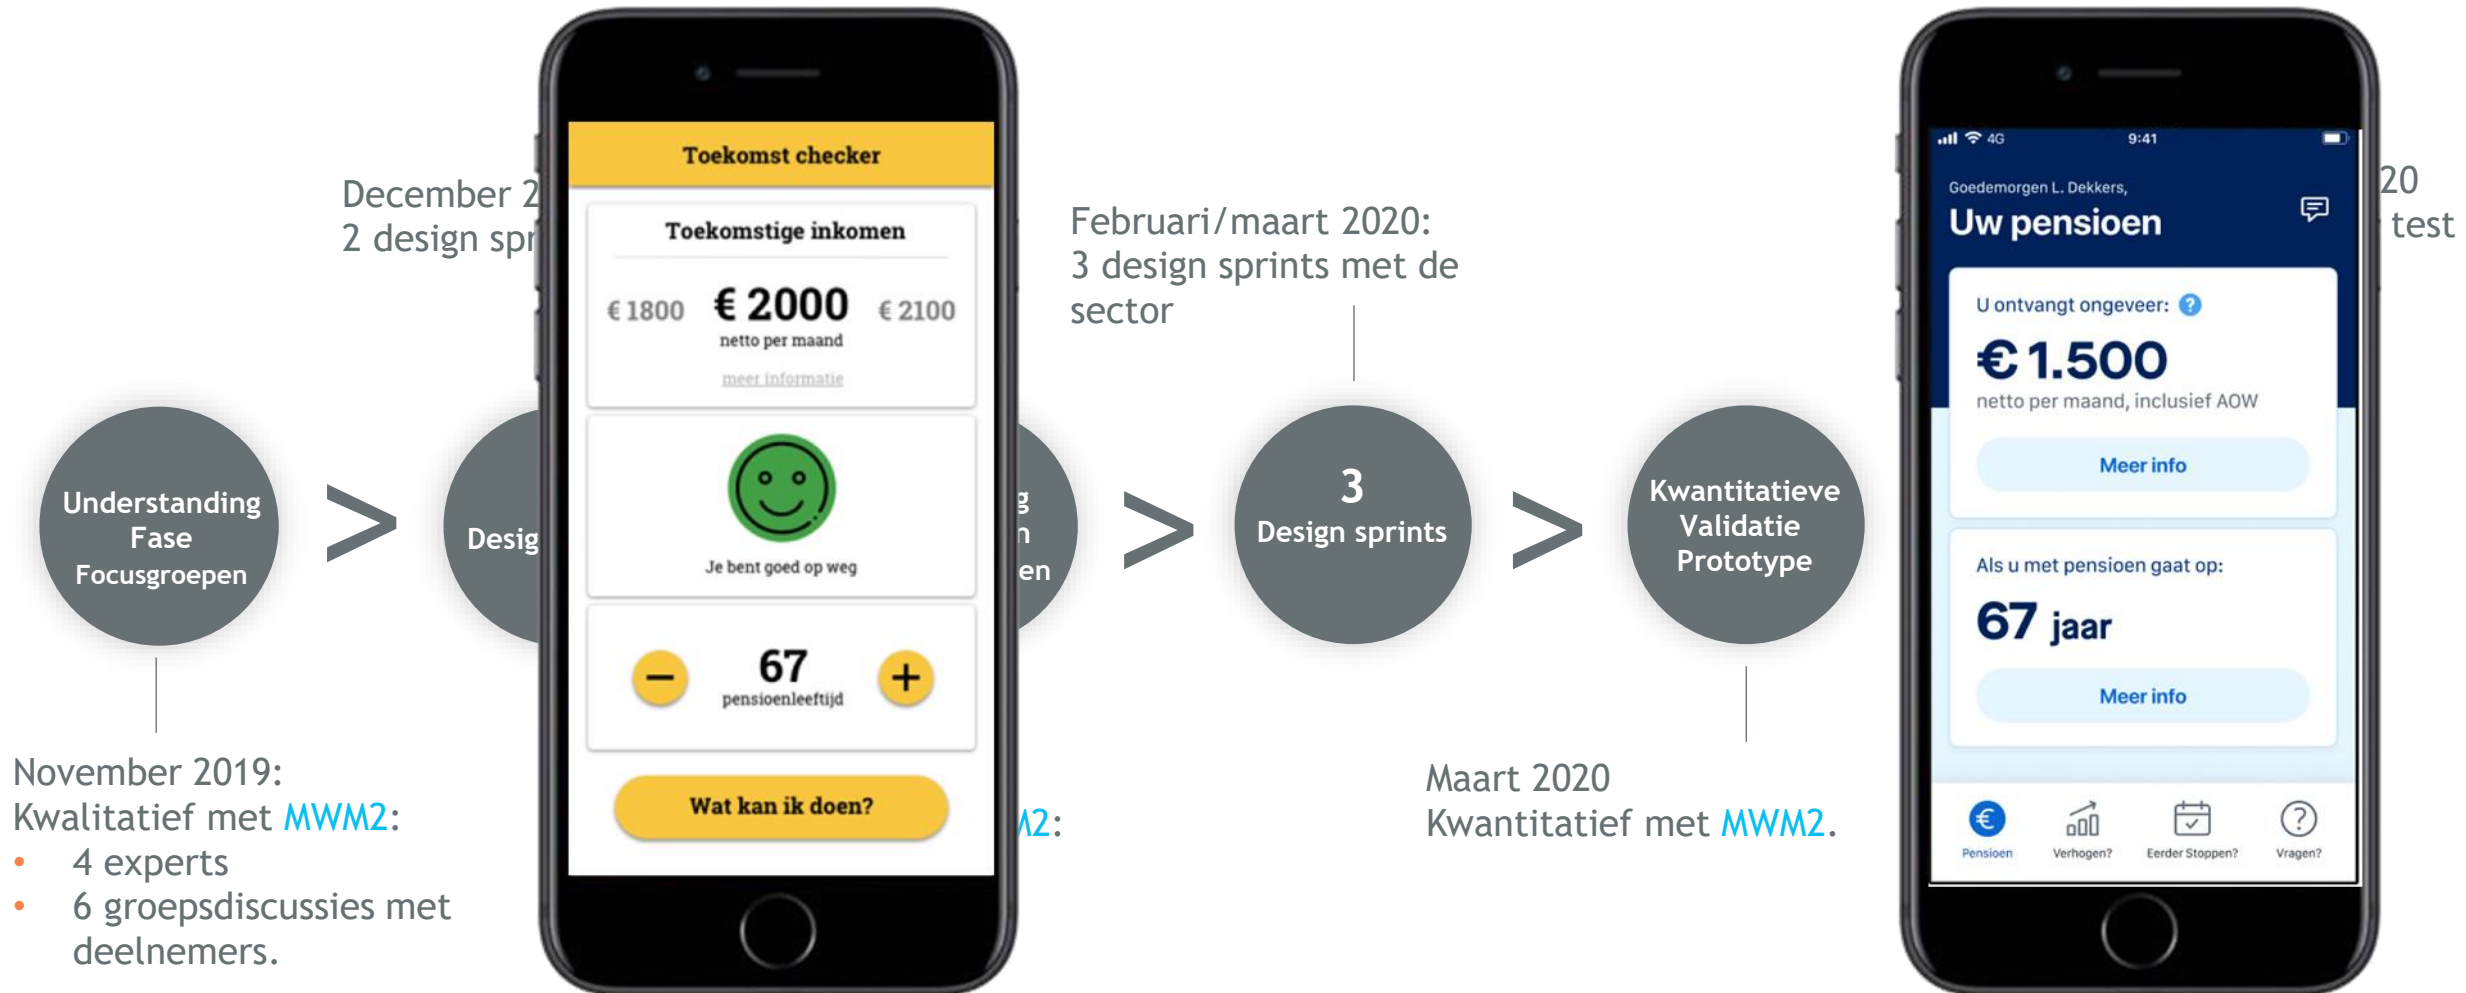 December 2
2 design spr
Understanding
Fase
Focusgroepen
>
Desig
November 2019:
Kwalitatief met MWM2:
• 4 experts
• 6 groepsdiscussies met
deelnemers.
Toekomst checker
Toekomstige inkomen
€ 1800 € 2000 € 2100
netto per maand
meer informatie
Je bent goed op weg
− 67 +
pensioenleeftijd
Wat kan ik doen?
g
n
en
M2:
>
Februari/maart 2020:
3 design sprints met de
sector
3
Design sprints
>
Kwantitatieve
Validatie
Prototype
Maart 2020
Kwantitatief met MWM2.
4G 9:41
Goedemorgen L. Dekkers,
Uw pensioen
U ontvangt ongeveer: ?
€ 1.500
netto per maand, inclusief AOW
Meer info
Als u met pensioen gaat op:
67 jaar
Meer info
€ ?
Pensioen Verhogen? Eerder Stoppen? Vragen?
20
test